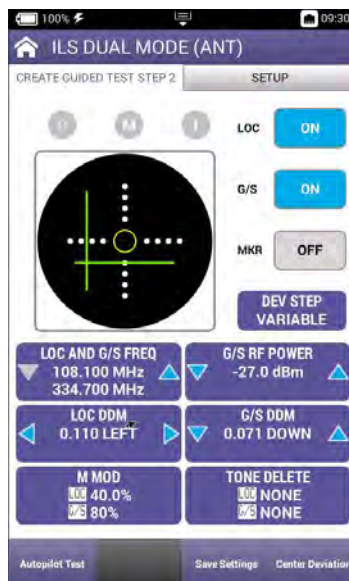 100%
09:30
ILS DUAL MODE (ANT)
CREATE GUIDED TEST STEP 2
SETUP
O M I
LOC ON
G/S ON
MKR OFF
DEV STEP
VARIABLE
LOC AND G/S FREQ
108.100 MHz
334.700 MHz
G/S RF POWER
-27.0 dBm
LOC DDM
0.110 LEFT
G/S DDM
0.071 DOWN
M MOD
LOC 40.0%
G/S 80%
TONE DELETE
LOC NONE
G/S NONE
Autopilot Test
Save Settings
Center Deviation